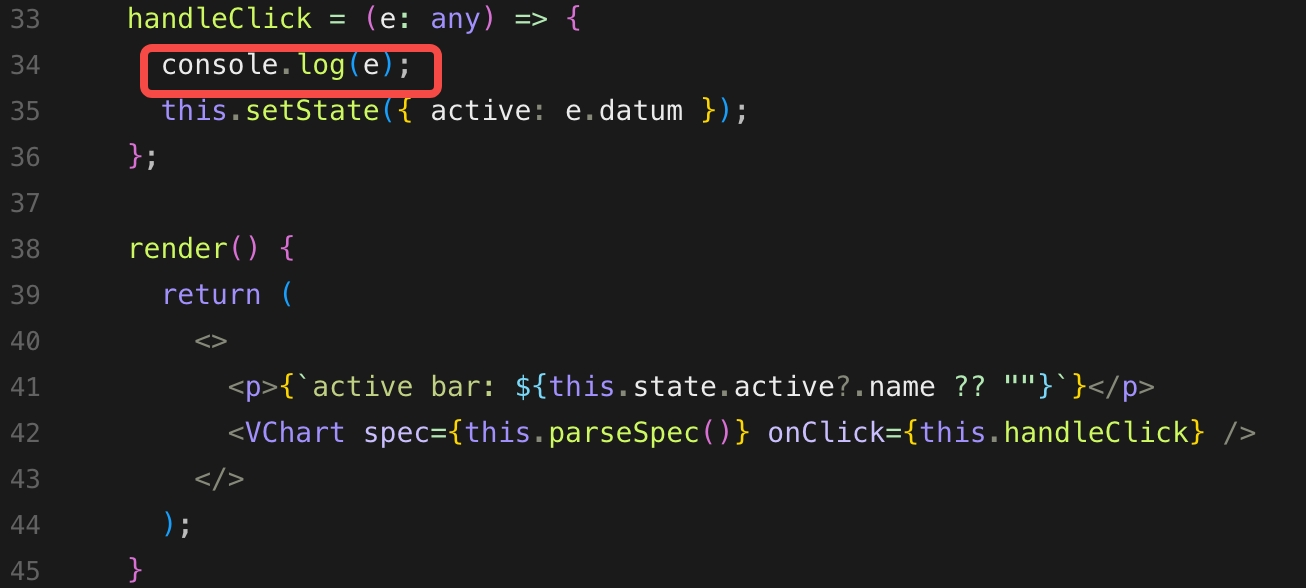 33 handleClick = (e: any) => {
34 console.log(e);
35 this.setState({ active: e.datum });
36 };
37
38 render() {
39 return (
40 <>
41 <p>{`active bar: ${this.state.active?.name ?? ""}`}</p>
42 <VChart spec={this.parseSpec()} onClick={this.handleClick} />
43 </>
44 );
45 }